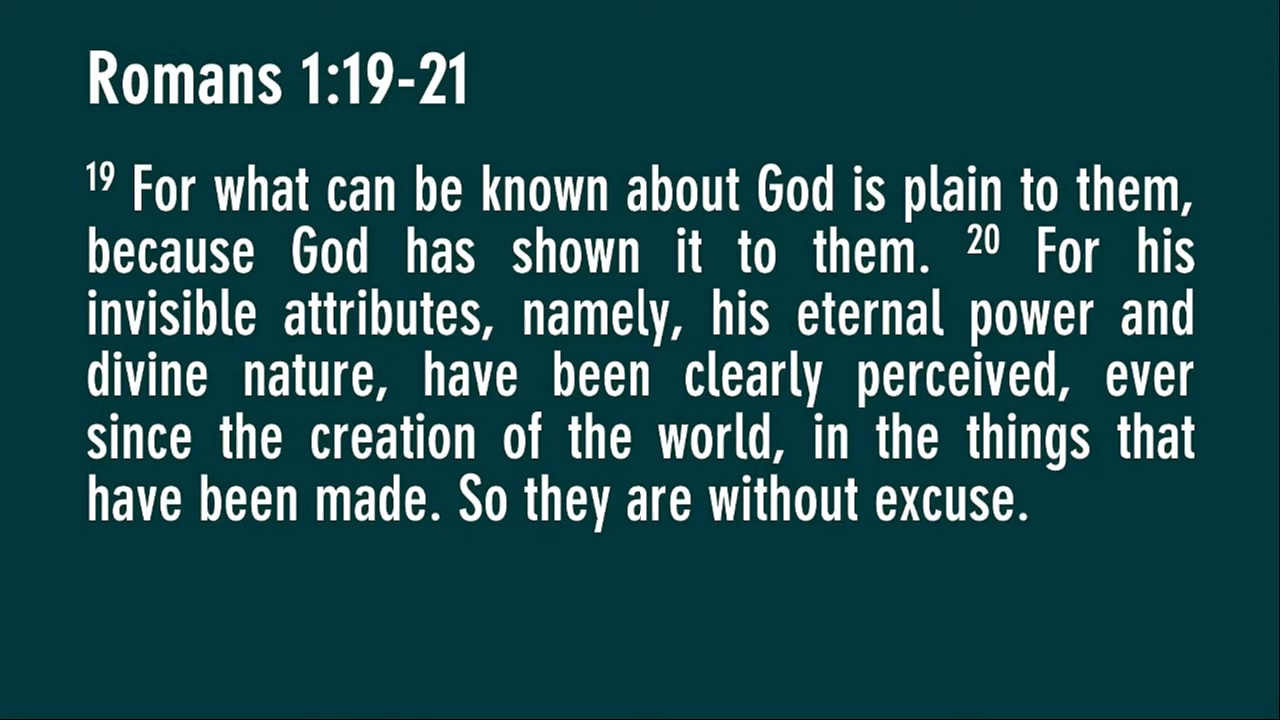 Romans 1:19-21
19 For what can be known about God is plain to them,
because God has shown it to them. 20 For his
invisible attributes, namely, his eternal power and
divine nature, have been clearly perceived, ever
since the creation of the world, in the things that
have been made. So they are without excuse.